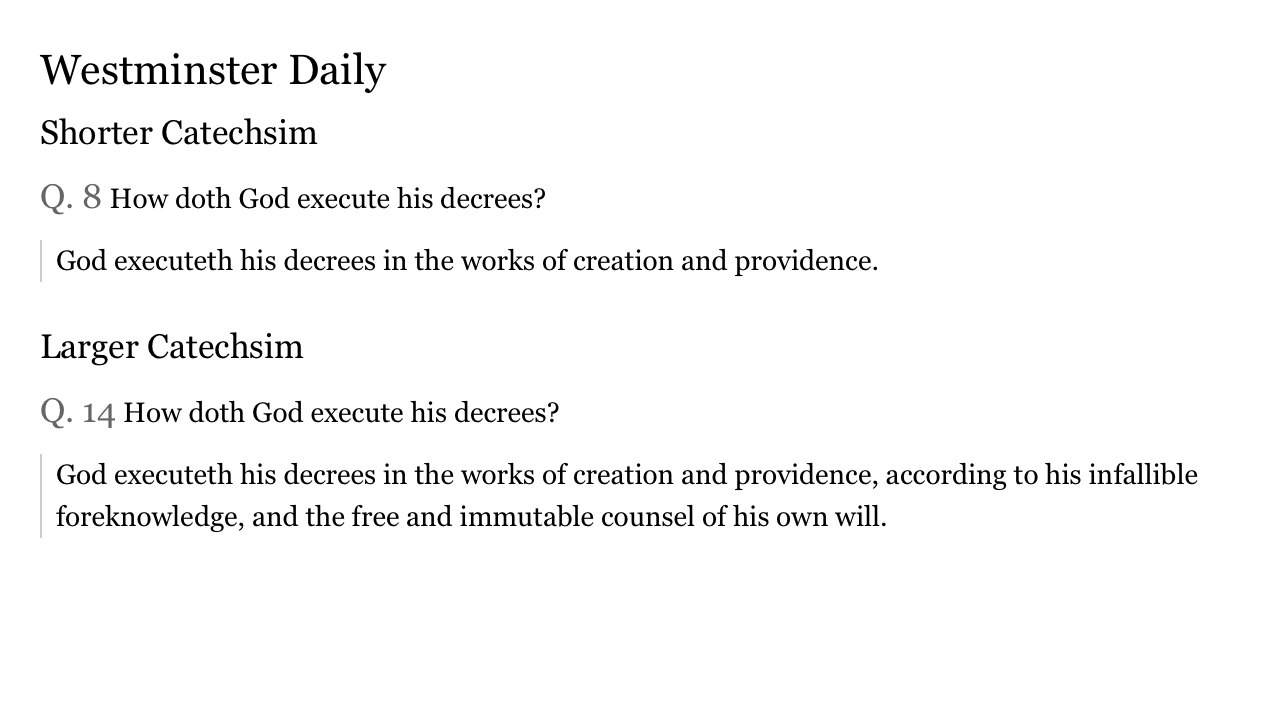 Westminster Daily
Shorter Catechsim
Q. 8 How doth God execute his decrees?
God executeth his decrees in the works of creation and providence.
Larger Catechsim
Q. 14 How doth God execute his decrees?
God executeth his decrees in the works of creation and providence, according to his infallible
foreknowledge, and the free and immutable counsel of his own will.